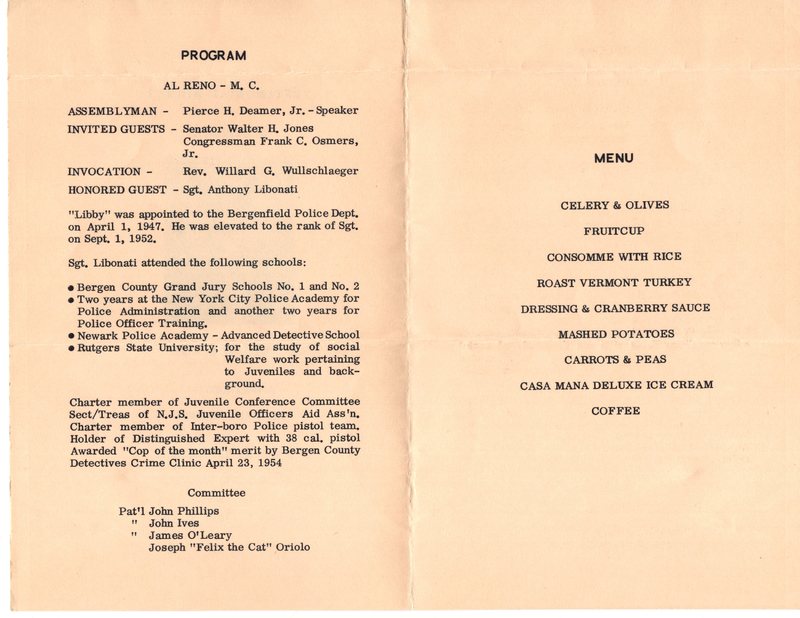 PROGRAM
AL RENO - M. C.
ASSEMBLYMAN - Pierce H. Deamer, Jr. - Speaker
INVITED GUESTS - Senator Walter H. Jones
Congressman Frank C. Osmers,
Jr.
INVOCATION - Rev. Willard G. Wullschlaeger
HONORED GUEST - Sgt. Anthony Libonati
"Libby" was appointed to the Bergenfield Police Dept.
on April 1, 1947. He was elevated to the rank of Sgt.
on Sept. 1, 1952.
Sgt. Libonati attended the following schools:
● Bergen County Grand Jury Schools No. 1 and No. 2
● Two years at the New York City Police Academy for
Police Administration and another two years for
Police Officer Training.
● Newark Police Academy - Advanced Detective School
● Rutgers State University; for the study of social
Welfare work pertaining
to Juveniles and back-
ground.
Charter member of Juvenile Conference Committee
Sect/Treas of N.J.S. Juvenile Officers Aid Ass'n.
Charter member of Inter-boro Police pistol team.
Holder of Distinguished Expert with 38 cal. pistol
Awarded "Cop of the month" merit by Bergen County
Detectives Crime Clinic April 23, 1954
Committee
Pat'l John Phillips
" John Ives
" James O'Leary
Joseph "Felix the Cat" Oriolo
MENU
CELERY & OLIVES
FRUITCUP
CONSOMME WITH RICE
ROAST VERMONT TURKEY
DRESSING & CRANBERRY SAUCE
MASHED POTATOES
CARROTS & PEAS
CASA MANA DELUXE ICE CREAM
COFFEE